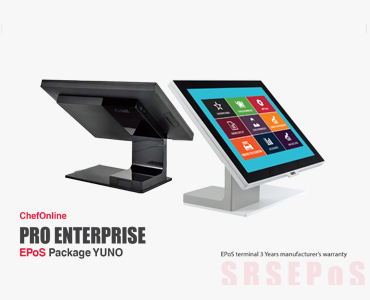 ChefOnline
PRO ENTERPRISE
EPoS Package YUNO
EPoS terminal 3 Years manufacturer's warranty
SRSEPoS